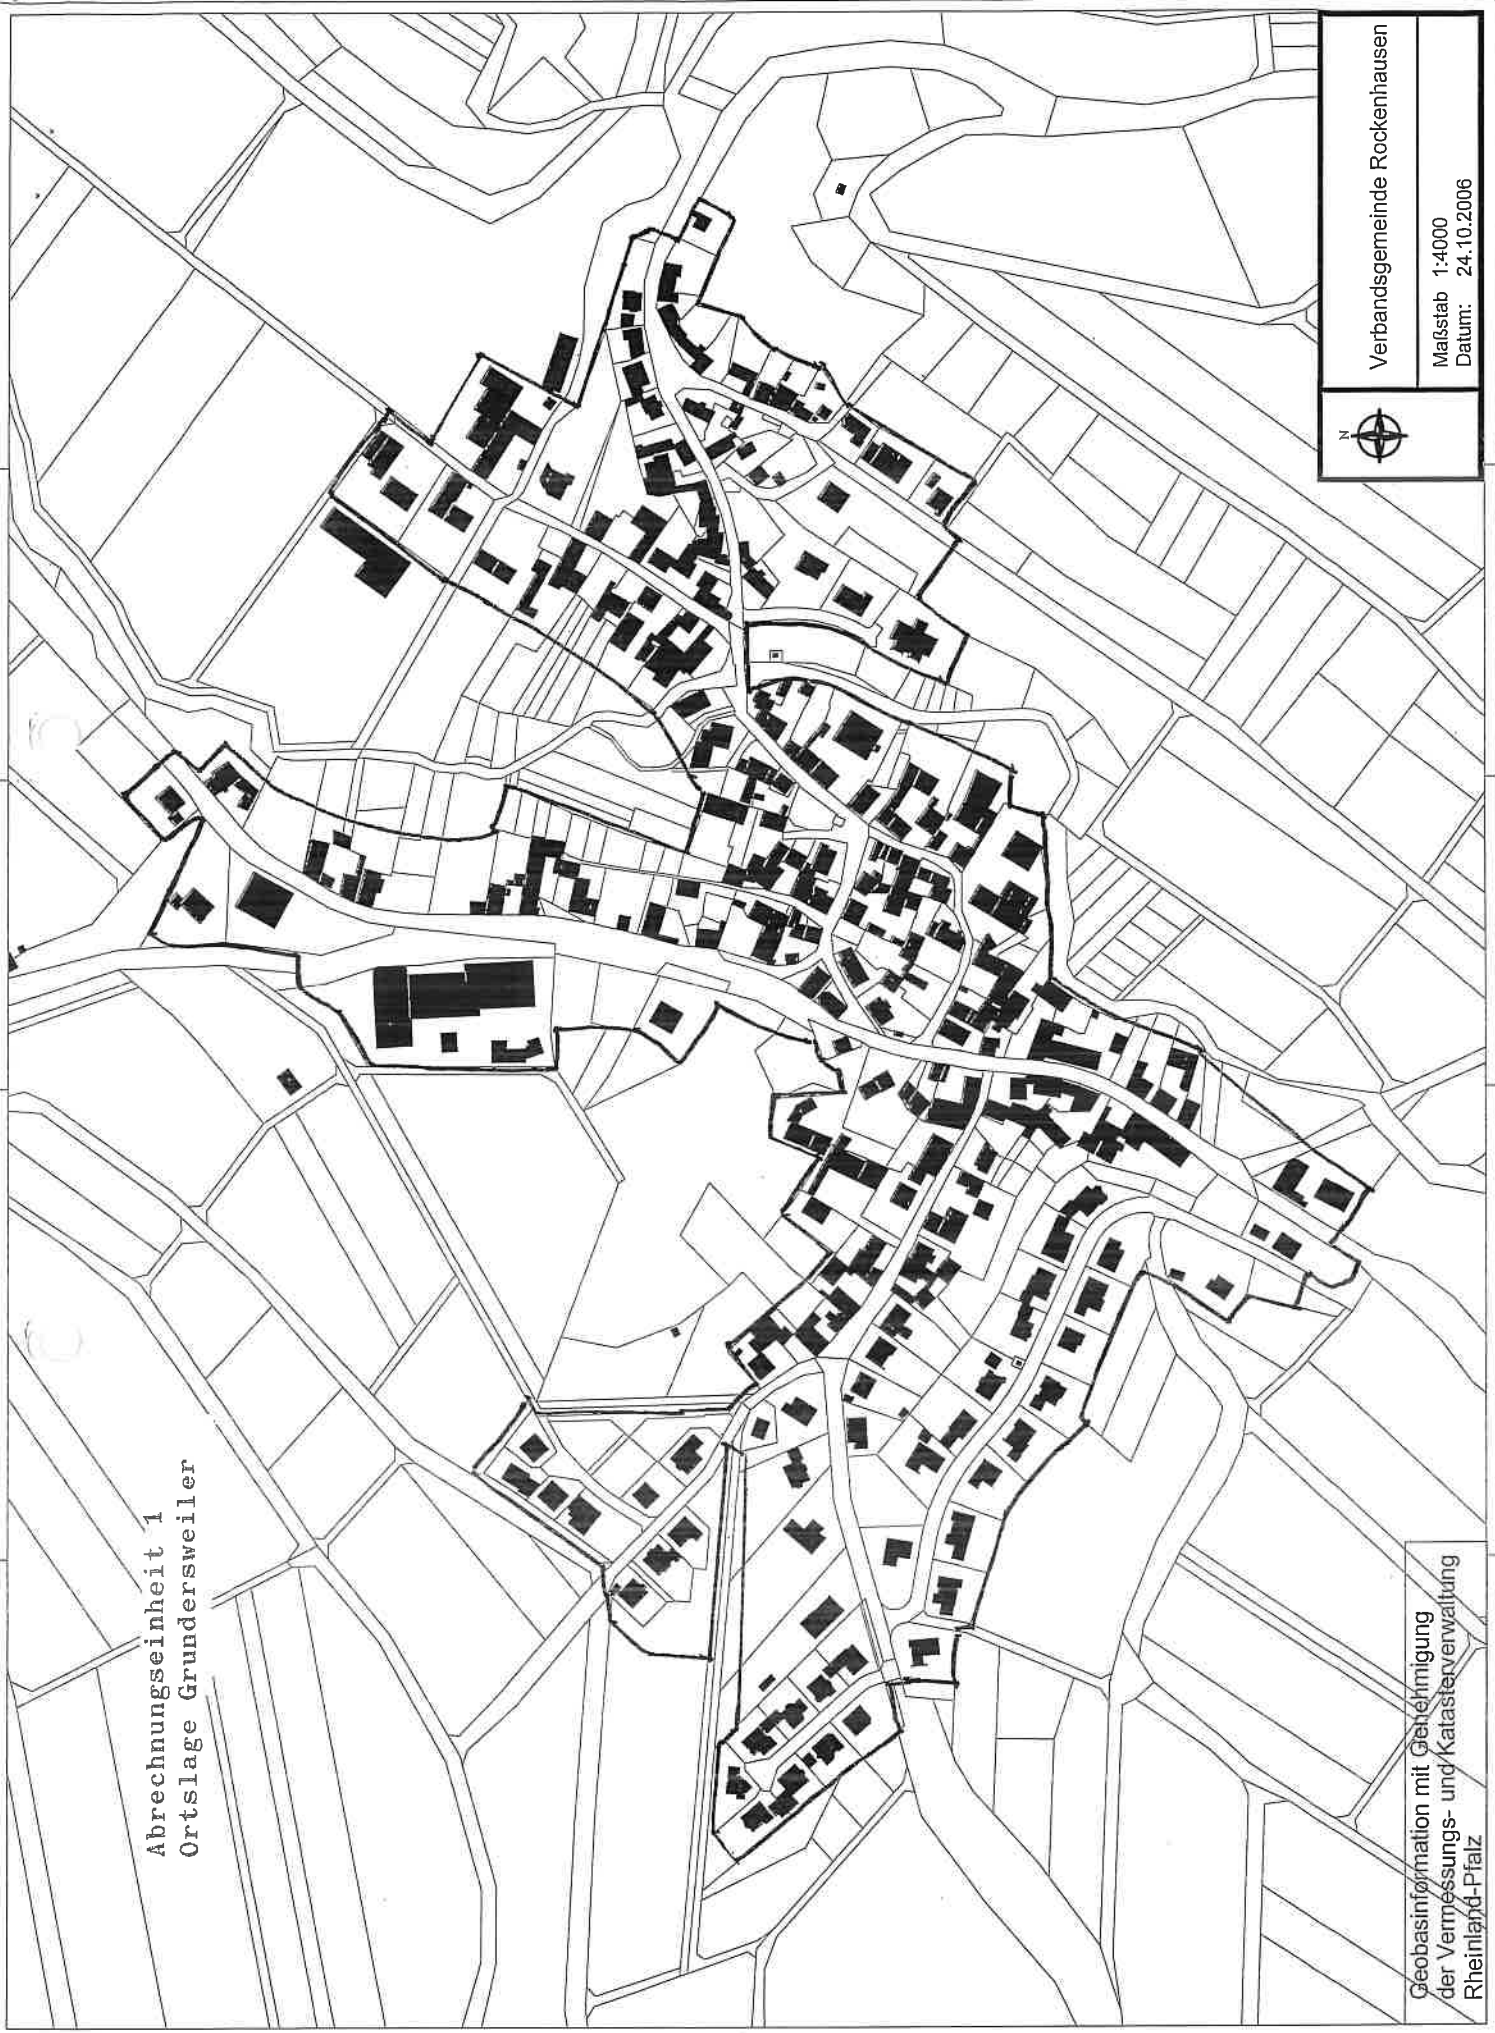 Abrechnungseinheit 1
Ortslage Grundersweiler
Verbandsgemeinde Rockenhausen
Maßstab 1:4000
Datum: 24.10.2006
N
Geobasinformation mit Genehmigung
der Vermessungs- und Katasterverwaltung
Rheinland-Pfalz